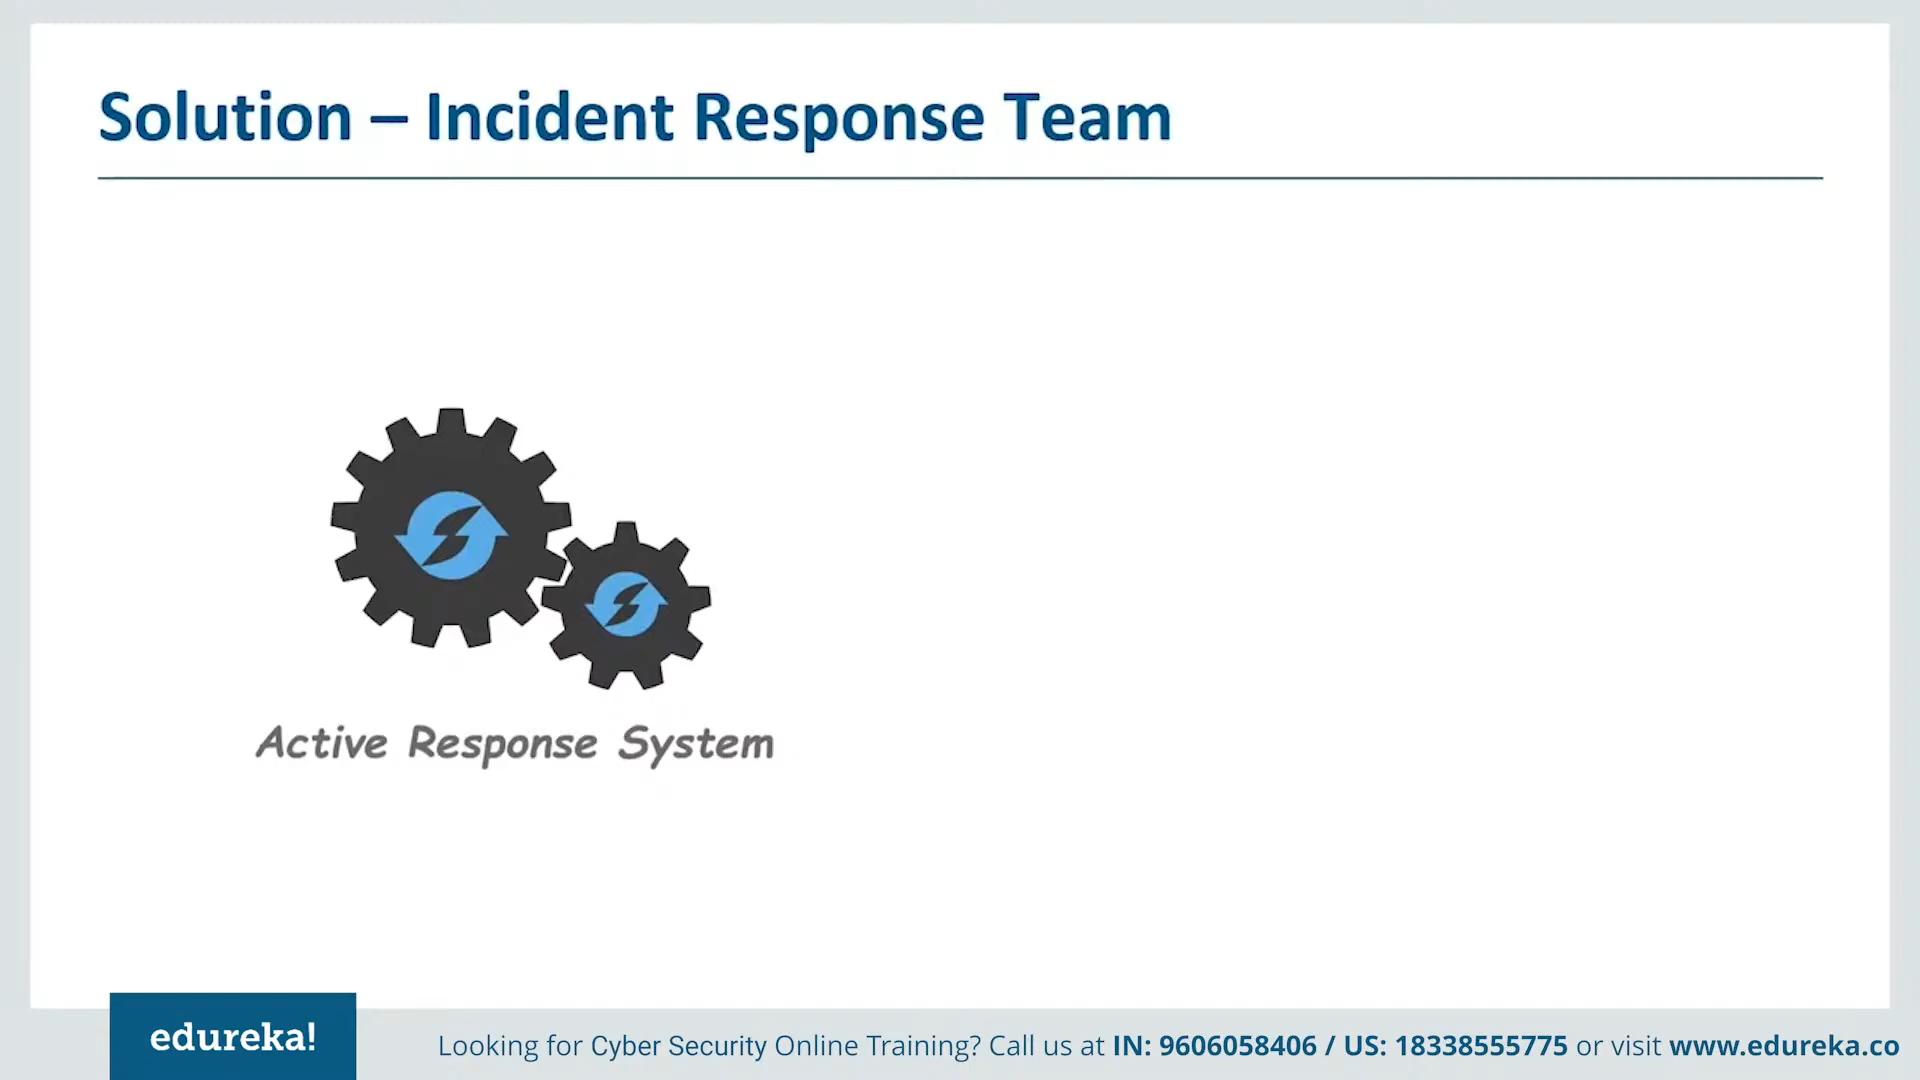 Solution – Incident Response Team
Active Response System
edureka!
Looking for Cyber Security Online Training? Call us at IN: 9606058406 / US: 18338555775 or visit www.edureka.co